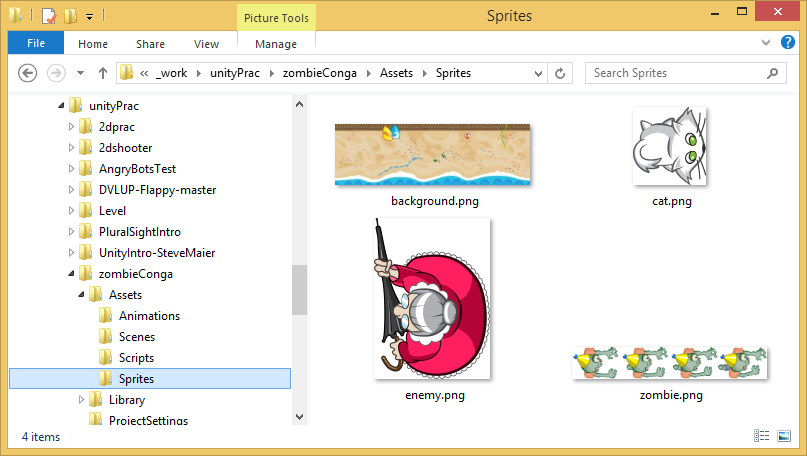 Picture Tools
Sprites
File
Home
Share
View
Manage
« _work unityPrac zombieConga Assets Sprites
Search Sprites
unityPrac
2dprac
2dshooter
AngryBotsTest
DVLUP-Flappy-master
Level
PluralSightIntro
UnityIntro-SteveMaier
zombieConga
Assets
Animations
Scenes
Scripts
Sprites
Library
ProjectSettings
background.png
cat.png
enemy.png
zombie.png
4 items